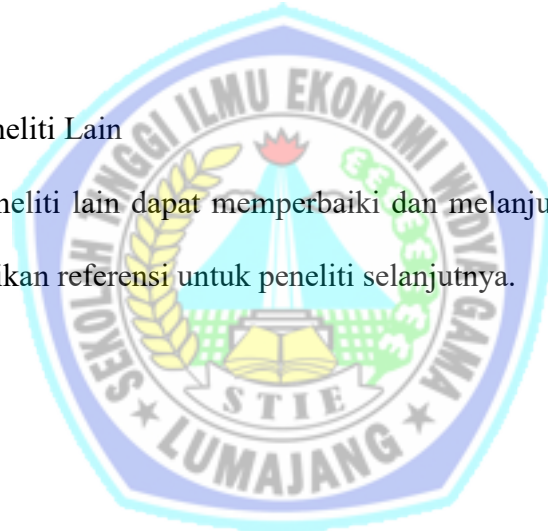 neliti Lain
neliti lain dapat memperbaiki dan melanju
ikan referensi untuk peneliti selanjutnya.
SEKOLAH TINGGI ILMU EKONOMI WIDYA GAMA
STIE
LUMAJANG